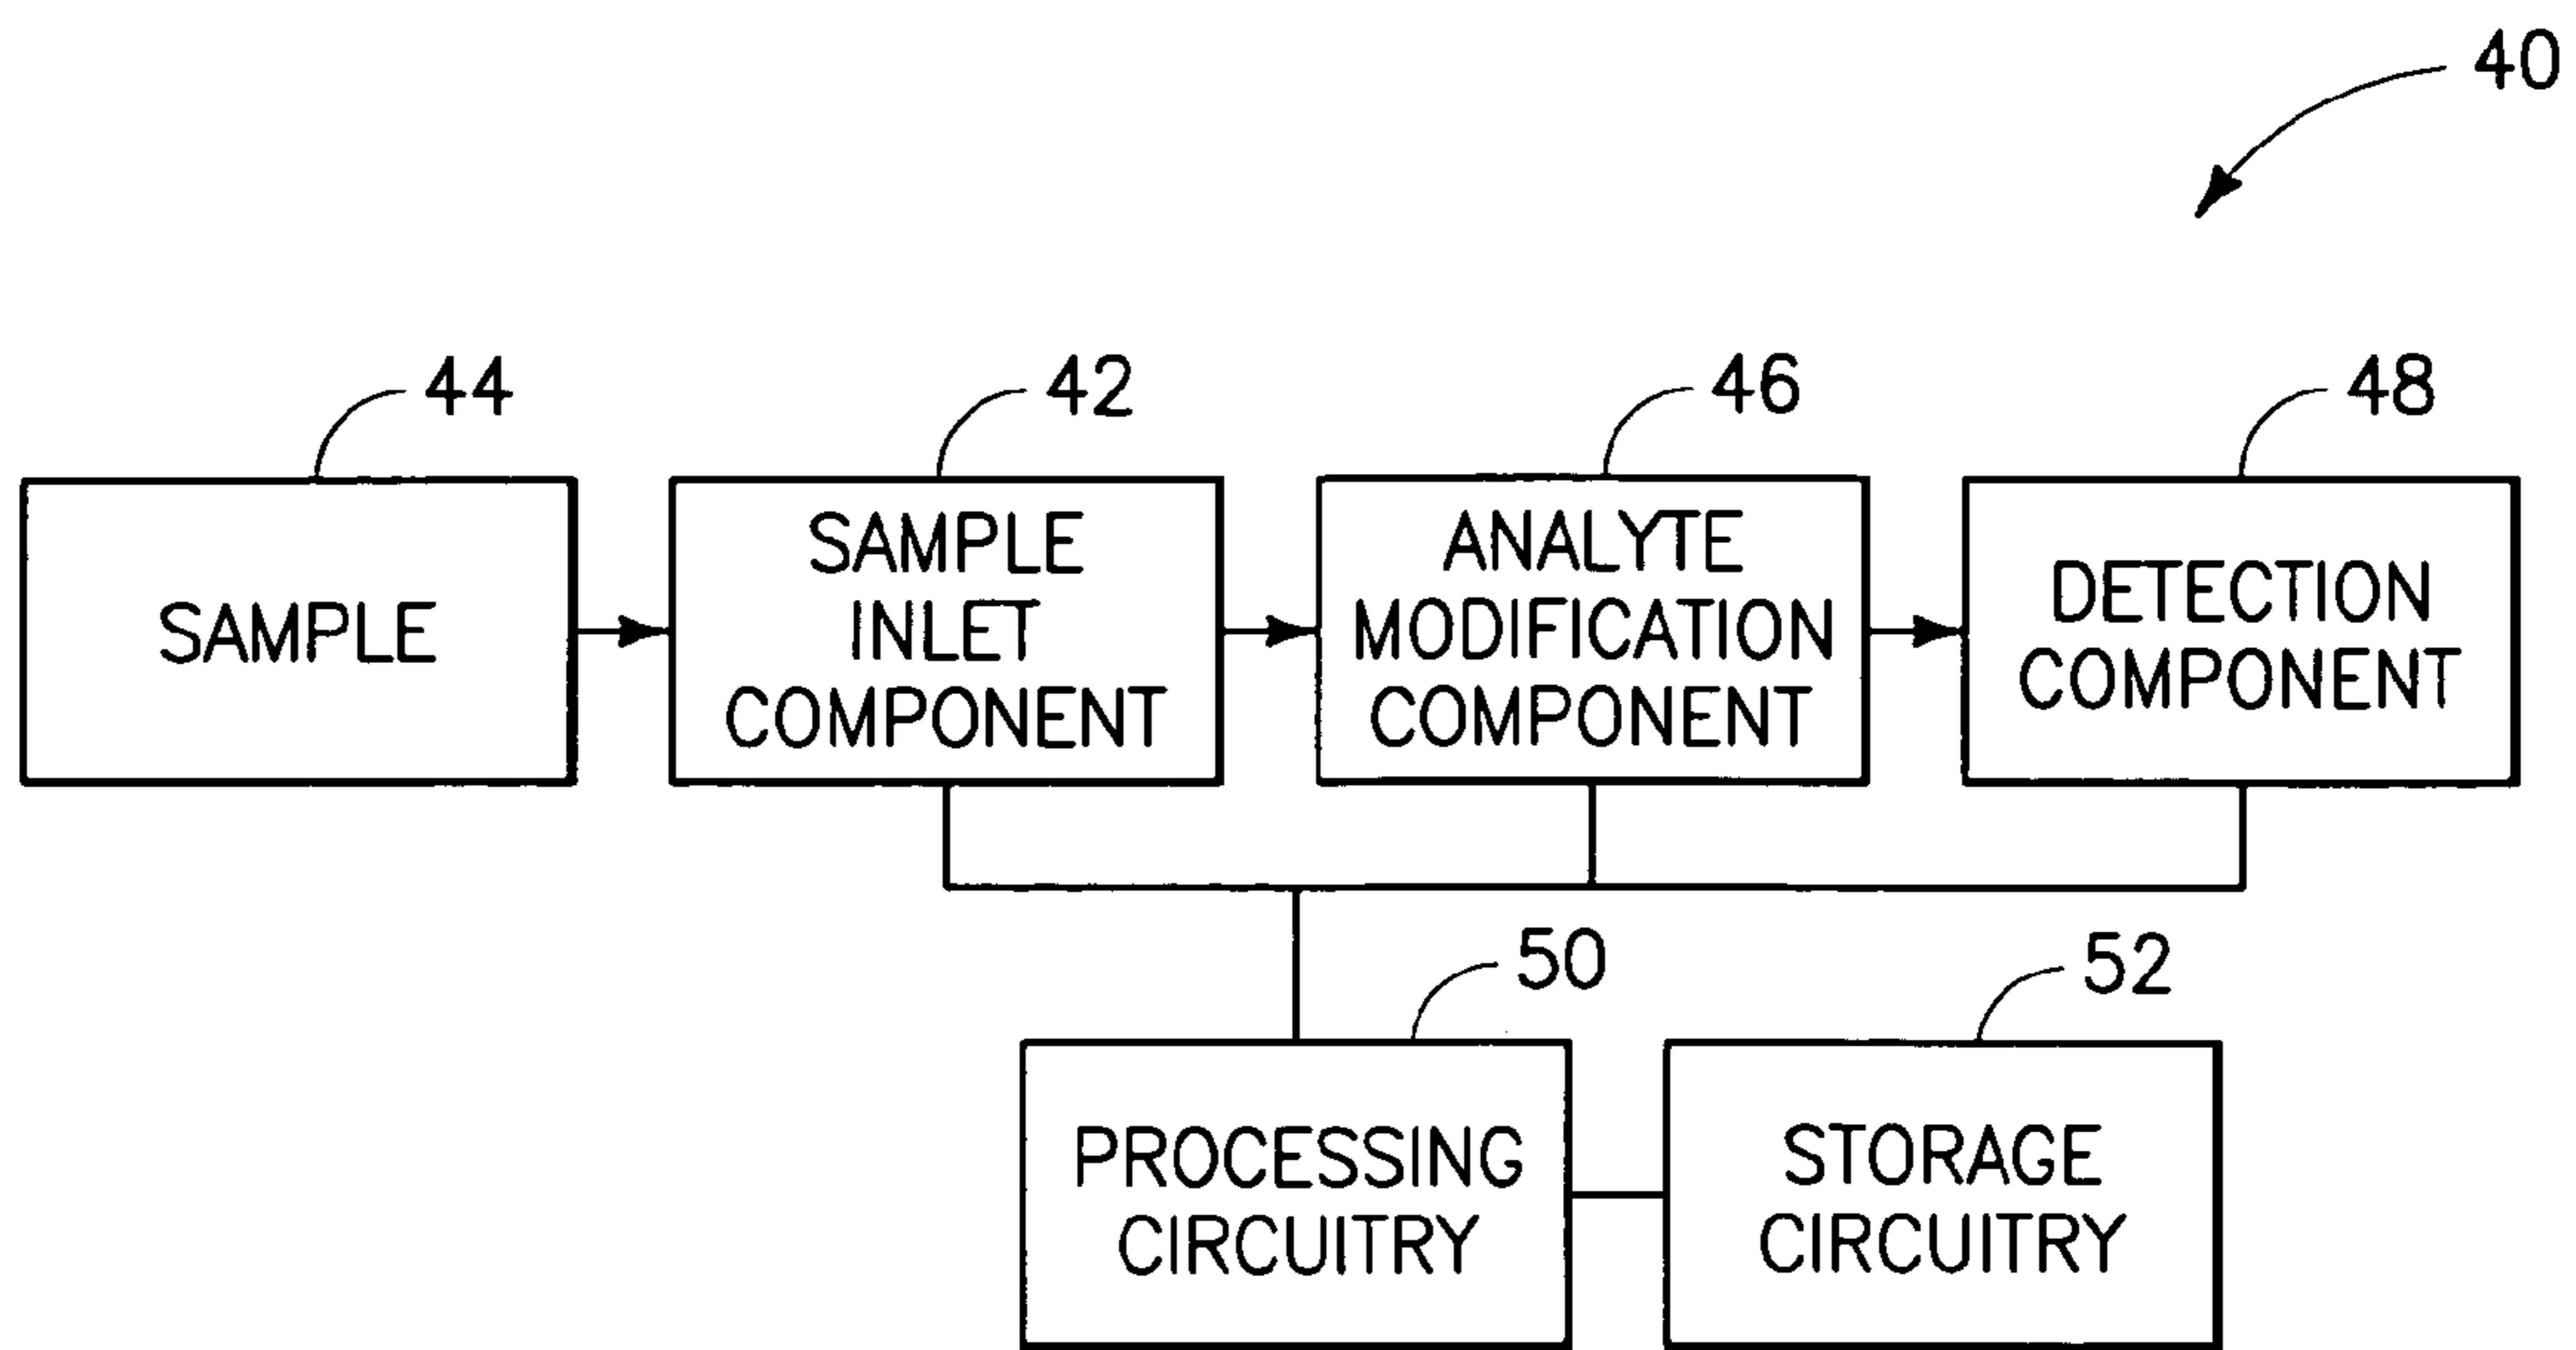 40
44
42
46
48
SAMPLE
SAMPLE
INLET
COMPONENT
ANALYTE
MODIFICATION
COMPONENT
DETECTION
COMPONENT
50
52
PROCESSING
CIRCUITRY
STORAGE
CIRCUITRY